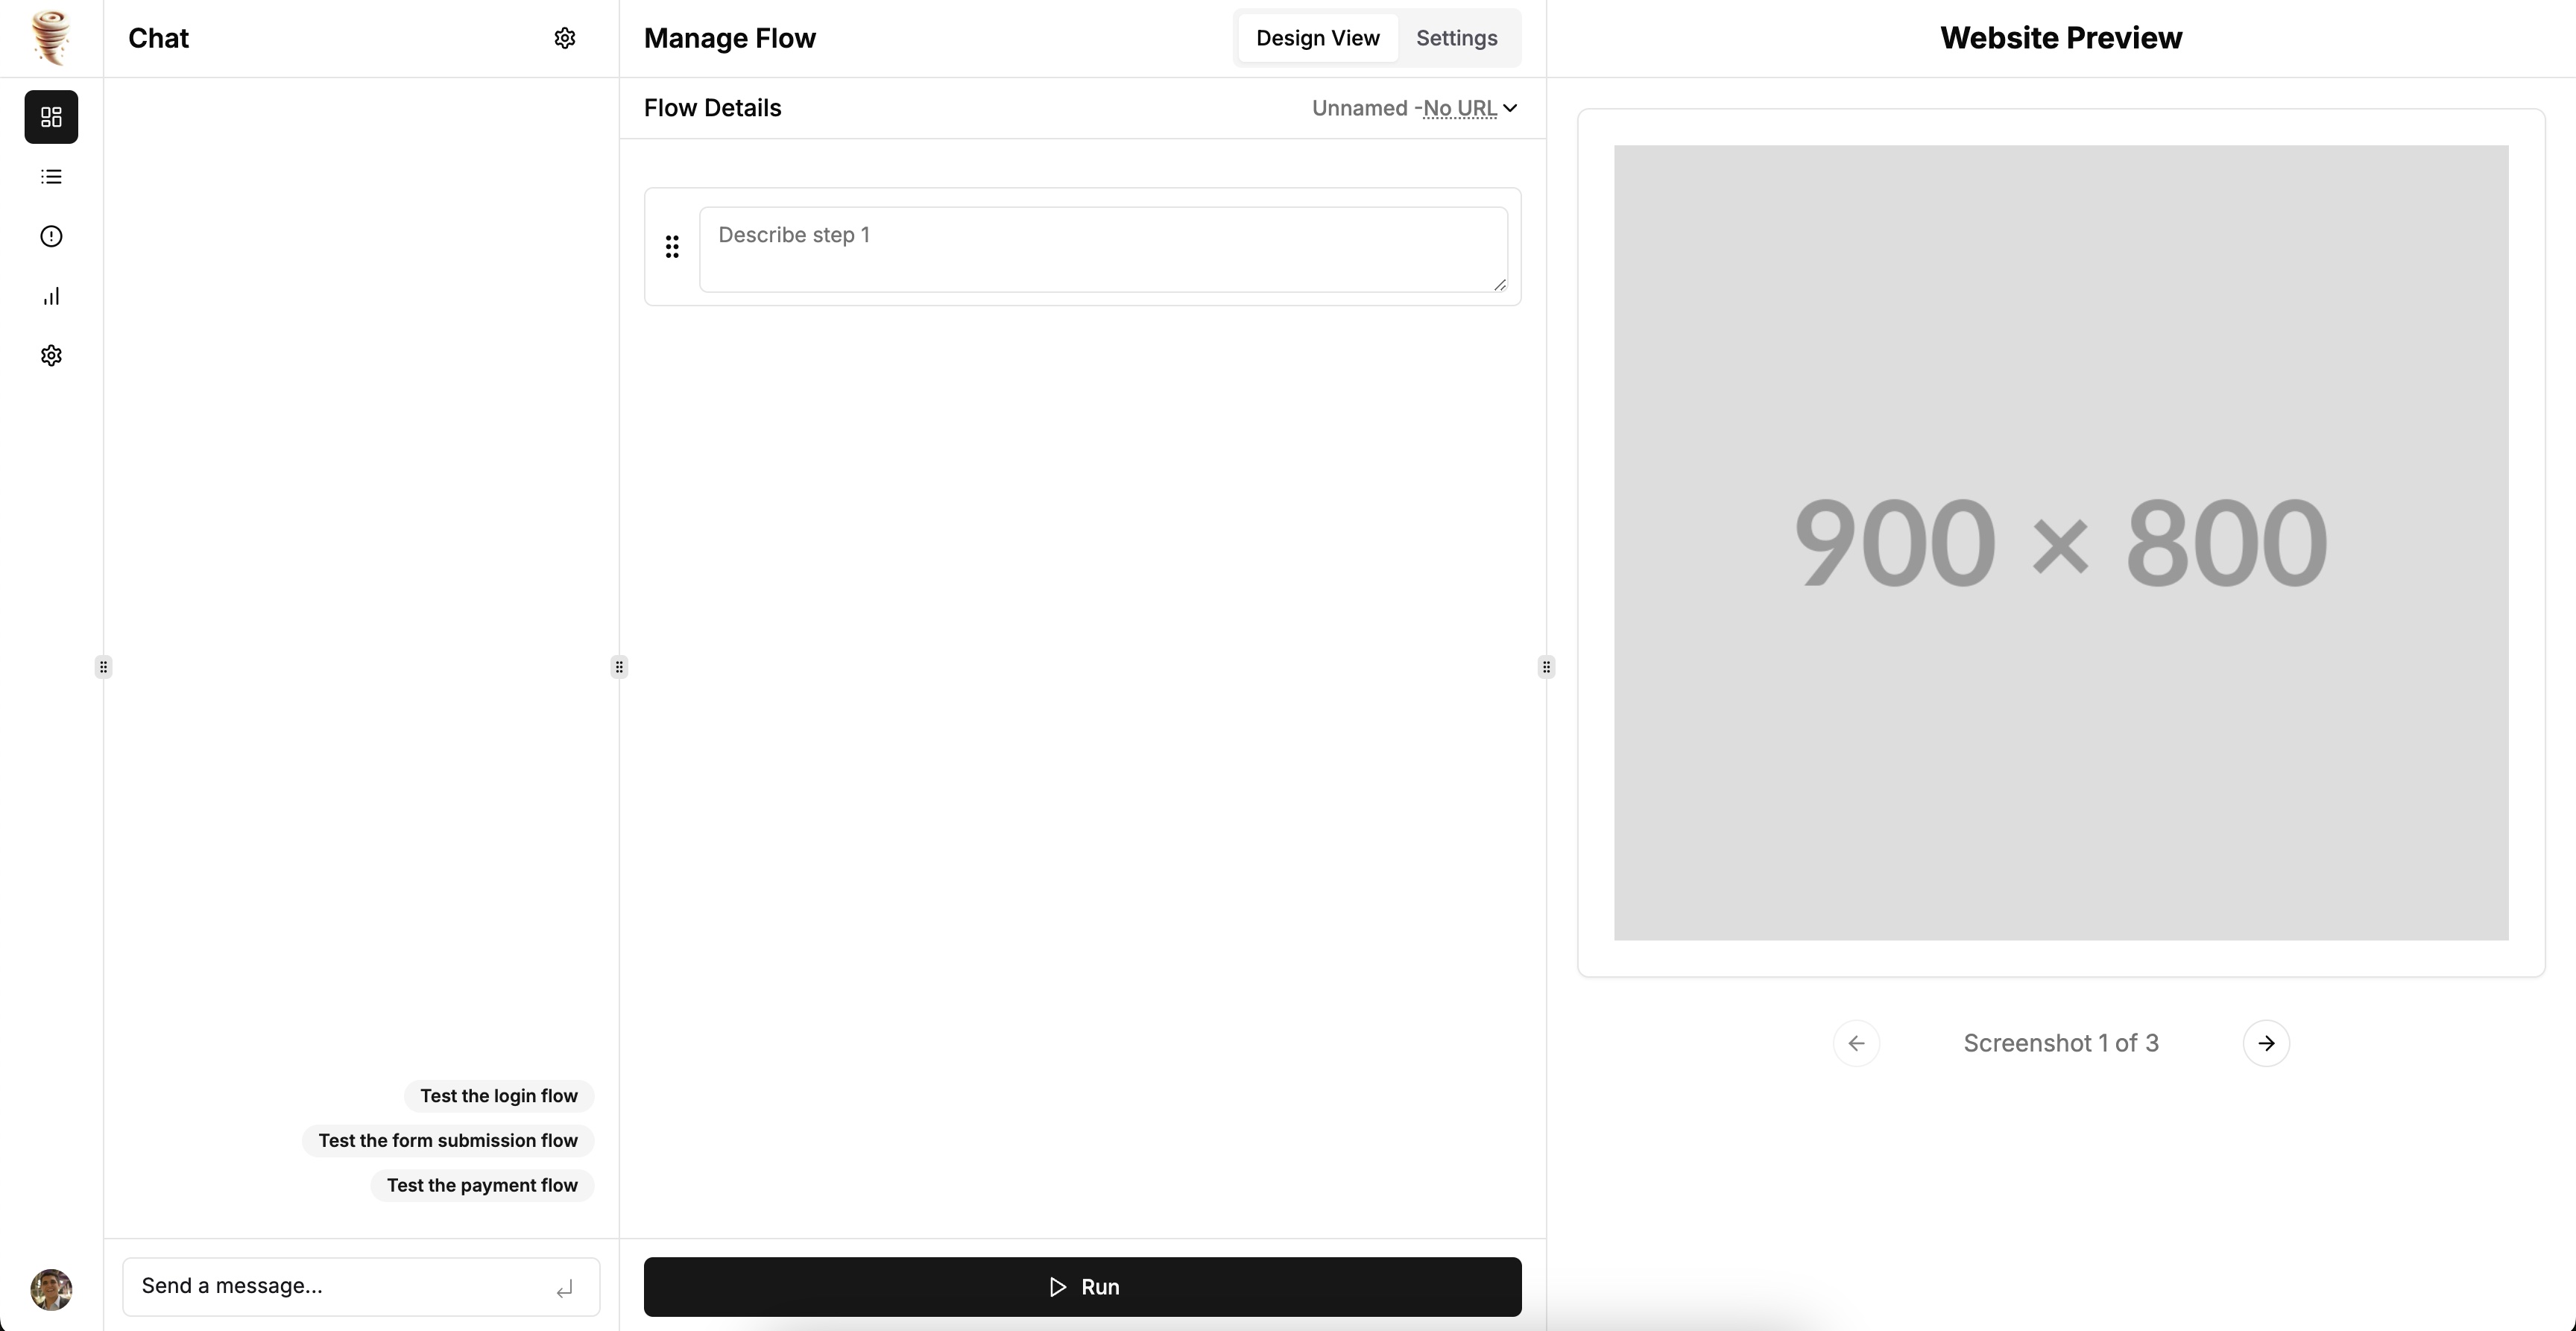 Chat
Manage Flow
Design View
Settings
Website Preview
Flow Details
Unnamed -No URL
Describe step 1
900 × 800
Screenshot 1 of 3
Test the login flow
Test the form submission flow
Test the payment flow
Send a message...
Run